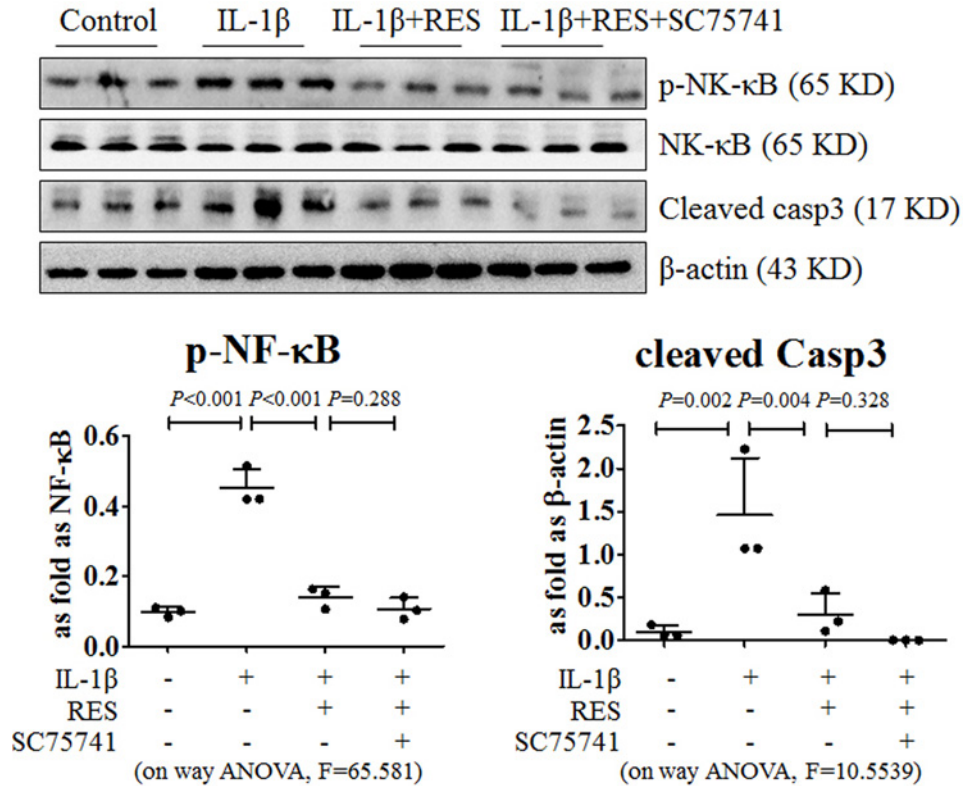 Control IL-1β IL-1β+RES IL-1β+RES+SC75741
p-NK-κB (65 KD)
NK-κB (65 KD)
Cleaved casp3 (17 KD)
β-actin (43 KD)
p-NF-κB
P<0.001 P<0.001 P=0.288
as fold as NF-κB
0.6
0.4
0.2
0.0
IL-1β - + + +
RES - - + +
SC75741 - - - +
(on way ANOVA, F=65.581)
cleaved Casp3
P=0.002 P=0.004 P=0.328
as fold as β-actin
2.5
2.0
1.5
1.0
0.5
0.0
IL-1β - + + +
RES - - + +
SC75741 - - - +
(on way ANOVA, F=10.5539)